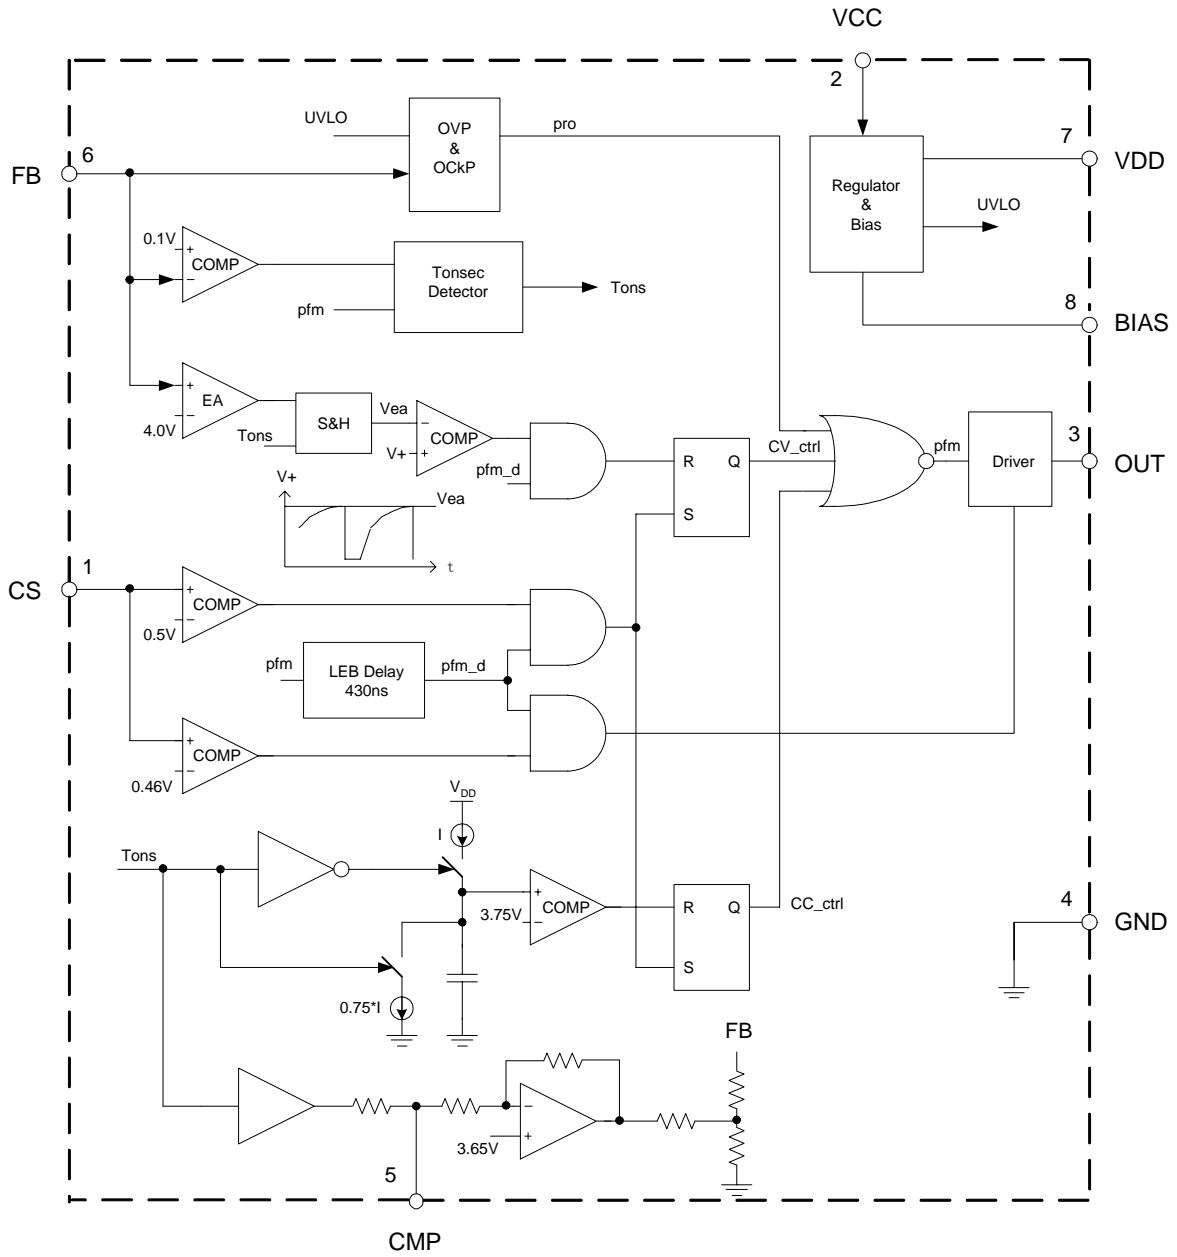 VCC
2
UVLO
OVP
&
OCkP
pro
6
FB
7
VDD
Regulator
&
Bias
UVLO
0.1V
+
COMP
−
Tonsec
Detector
Tons
pfm
8
BIAS
+
EA
−
4.0V
S&H
Tons
Vea
−
COMP
V+
+
pfm_d
R
Q
S
CV_ctrl
pfm
Driver
3
OUT
V+
Vea
t
1
CS
+
COMP
−
0.5V
pfm
LEB Delay
430ns
pfm_d
+
COMP
−
0.46V
VDD
I
Tons
+
COMP
3.75V
−
R
Q
S
CC_ctrl
4
GND
0.75*I
FB
−
+
3.65V
5
CMP